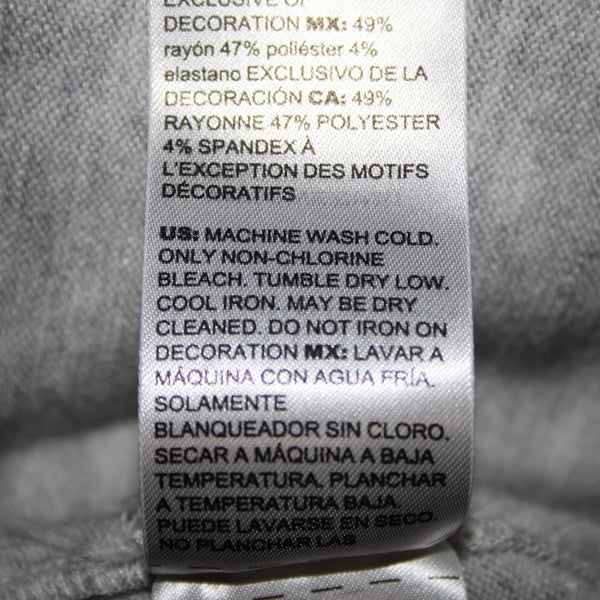 EXCLUSIVE OF
DECORATION MX: 49%
rayón 47% poliéster 4%
elastano EXCLUSIVO DE LA
DECORACIÓN CA: 49%
RAYONNE 47% POLYESTER
4% SPANDEX À
L'EXCEPTION DES MOTIFS
DÉCORATIFS
US: MACHINE WASH COLD.
ONLY NON-CHLORINE
BLEACH. TUMBLE DRY LOW.
COOL IRON. MAY BE DRY
CLEANED. DO NOT IRON ON
DECORATION MX: LAVAR A
MÁQUINA CON AGUA FRÍA.
SOLAMENTE
BLANQUEADOR SIN CLORO.
SECAR A MÁQUINA A BAJA
TEMPERATURA. PLANCHAR
A TEMPERATURA BAJA.
PUEDE LAVARSE EN SECO.
NO PLANCHAR LAS